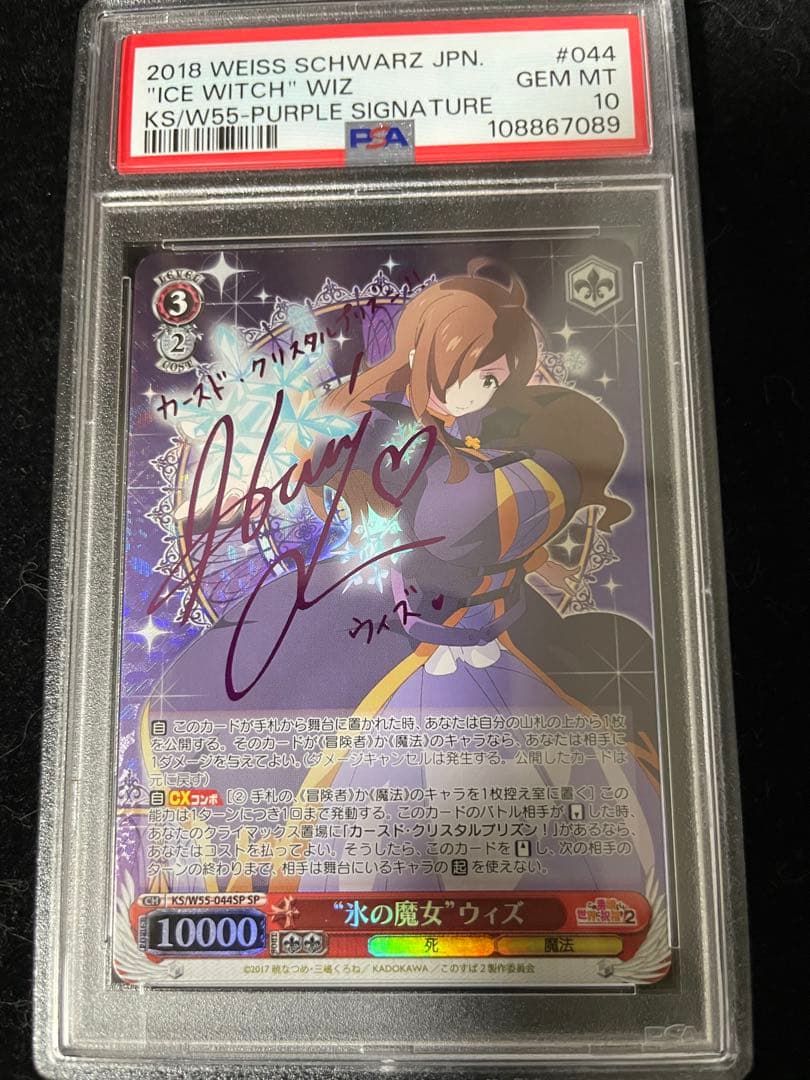 2018 WEISS SCHWARZ JPN. #044
"ICE WITCH" WIZ GEM MT
KS/W55-PURPLE SIGNATURE 10
PSA 108867089
LEVEL
3
2
COST
カースド・クリスタルプリズン!!
ウィズ♥
自 このカードが手札から舞台に置かれた時、あなたは自分の山札の上から1枚
を公開する。そのカードが《冒険者》か《魔法》のキャラなら、あなたは相手に
1ダメージを与えてよい。(ダメージキャンセルは発生する。公開したカードは
元に戻す)
自 CXコンボ [② 手札の、《冒険者》か《魔法》のキャラを1枚控え室に置く] この
能力は1ターンにつき1回まで発動する。このカードのバトル相手が した時、
あなたのクライマックス置場に「カースド・クリスタルプリズン!」があるなら、
あなたはコストを払ってよい。そうしたら、このカードを し、次の相手の
ターンの終わりまで、相手は舞台にいるキャラの 起 を使えない。
CH KS/W55-044SP SP
10000
"氷の魔女"ウィズ
死 魔法
世界に祝福を 2
©2017 暁なつめ・三嶋くろね/KADOKAWA/このすば2製作委員会
PSA